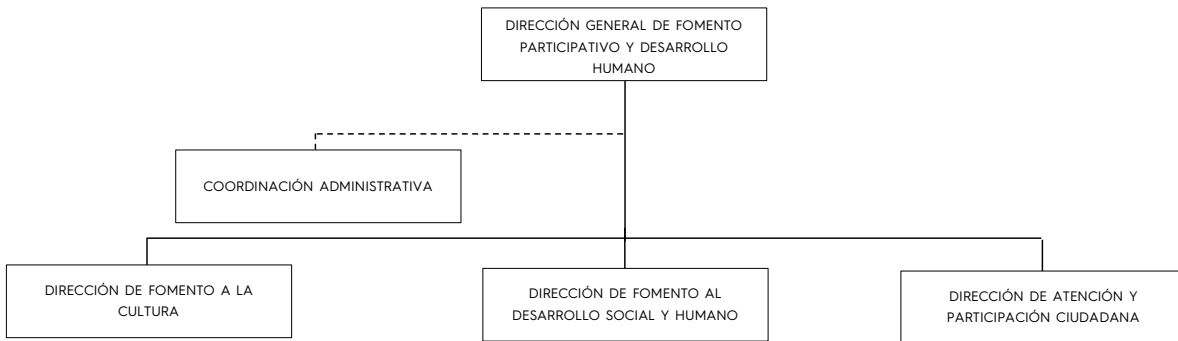 DIRECCIÓN GENERAL DE FOMENTO
PARTICIPATIVO Y DESARROLLO
HUMANO
COORDINACIÓN ADMINISTRATIVA
DIRECCIÓN DE FOMENTO A LA
CULTURA
DIRECCIÓN DE FOMENTO AL
DESARROLLO SOCIAL Y HUMANO
DIRECCIÓN DE ATENCIÓN Y
PARTICIPACIÓN CIUDADANA